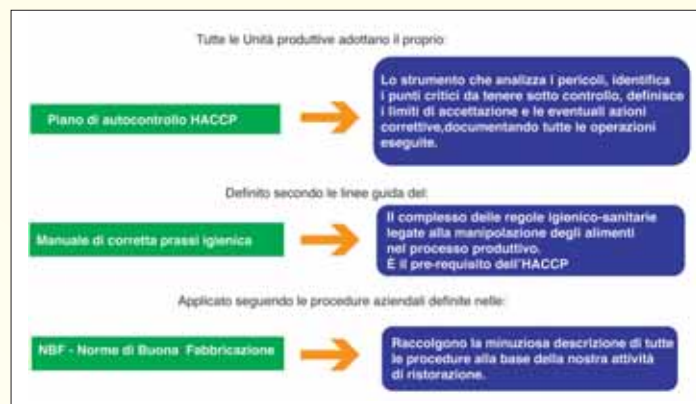 Tutte le Unità produttive adottano il proprio:
Piano di autocontrollo HACCP
Lo strumento che analizza i pericoli, identifica
i punti critici da tenere sotto controllo, definisce
i limiti di accettazione e le eventuali azioni
correttive,documentando tutte le operazioni
eseguite.
Definito secondo le linee guida del:
Manuale di corretta prassi igienica
Il complesso delle regole igienico-sanitarie
legate alla manipolazione degli alimenti
nel processo produttivo.
È il pre-requisito dell'HACCP
Applicato seguendo le procedure aziendali definite nelle:
NBF - Norme di Buona Fabbricazione
Raccolgono la minuziosa descrizione di tutte
le procedure alla base della nostra attività
di ristorazione.